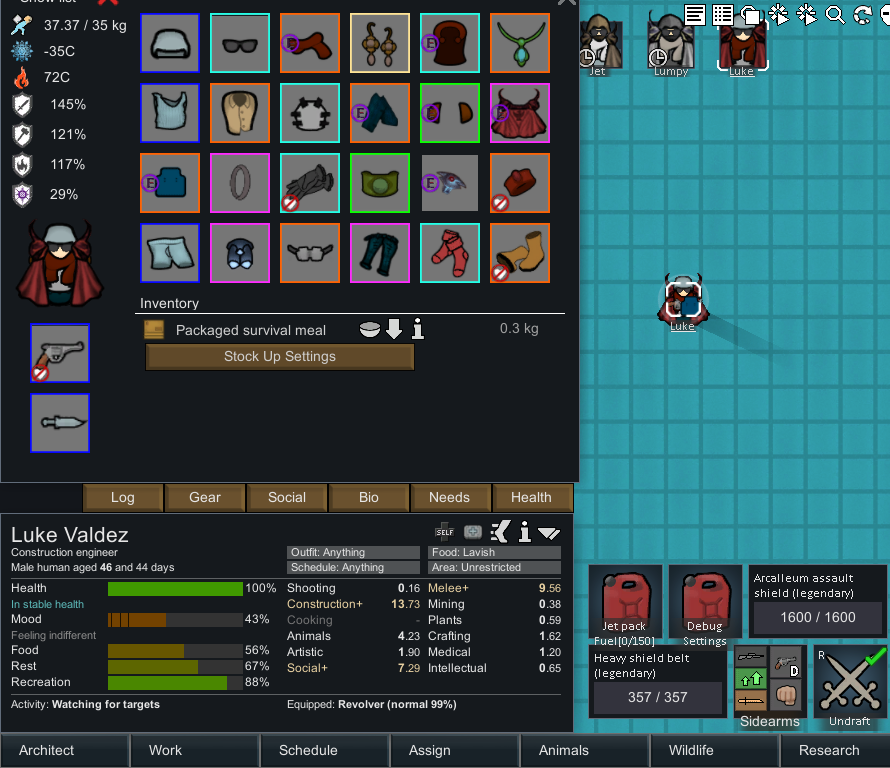 Show list
37.37 / 35 kg
-35C
72C
145%
121%
117%
29%
E
E
E
E
E
E
Inventory
Packaged survival meal
0.3 kg
Stock Up Settings
Log
Gear
Social
Bio
Needs
Health
Luke Valdez
Construction engineer
Male human aged 46 and 44 days
SELF
Outfit: Anything
Food: Lavish
Schedule: Anything
Area: Unrestricted
Health
100%
In stable health
Mood
43%
Feeling indifferent
Food
56%
Rest
67%
Recreation
88%
Shooting 0.16
Construction+ 13.73
Cooking -
Animals 4.23
Artistic 1.90
Social+ 7.29
Melee+ 9.56
Mining 0.38
Plants 0.59
Crafting 1.62
Medical 1.20
Intellectual 0.65
Activity: Watching for targets
Equipped: Revolver (normal 99%)
Jet
Lumpy
Luke
Luke
Jet pack
Fuel[0/150]
Debug
Settings
Arcalleum assault
shield (legendary)
1600 / 1600
Heavy shield belt
(legendary)
357 / 357
D
Sidearms
R
Undraft
Architect
Work
Schedule
Assign
Animals
Wildlife
Research